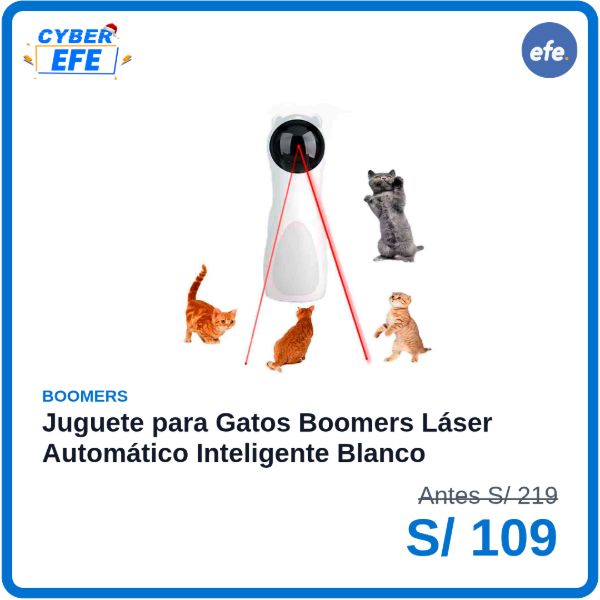 CYBER
EFE
efe.
BOOMERS
Juguete para Gatos Boomers Láser
Automático Inteligente Blanco
Antes S/ 219
S/ 109